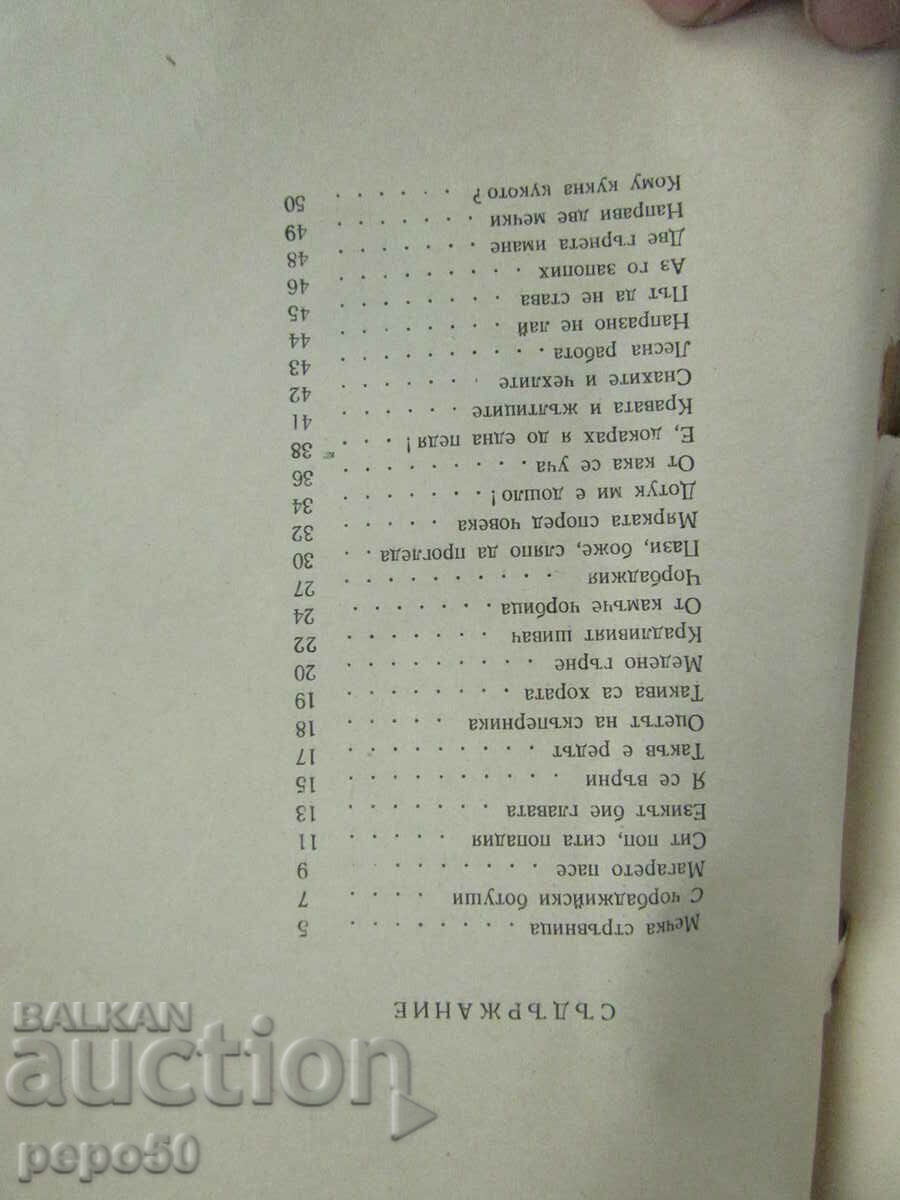 СЪДЪРЖАНИЕ
Мечка стръвница . . . . . . . . 5
С чорбаджийски ботуши . . . . 7
Магарето пасе . . . . . . . 9
Сит поп, сита попадия . . . . . 11
Езикът бие главата . . . . . . 13
Я се върни . . . . . . . . . . 15
Такъв е редът . . . . . . . . . 17
Оцетът на скъперника . . . . . 18
Такива са хората . . . . . . . . 19
Медено гърне . . . . . . . . . 20
Крадливият шивач . . . . . . . 22
От камъче чорбица . . . . . . . 24
Чорбаджия . . . . . . . . . . 27
Пази, боже, сляпо да прогледа . . 30
Мярката според човека . . . . . 32
Дотук ми е дошло! . . . . . . . 34
От кака се уча . . . . . . . . . 36
Е, докарах я до една педя! . . . 38
Кравата и жълтиците . . . . . . 41
Снахите и чехлите . . . . . . 42
Лесна работа . . . . . . . . . . 43
Напразно не лай . . . . . . . . 44
Път да не става . . . . . . . . 45
Аз го запопих . . . . . . . . . 46
Две гърнета имане . . . . . . . 48
Направи две мечки . . . . . . . 49
Кому кукна кукото? . . . . . . 50
BALKAN
auction
pepo50